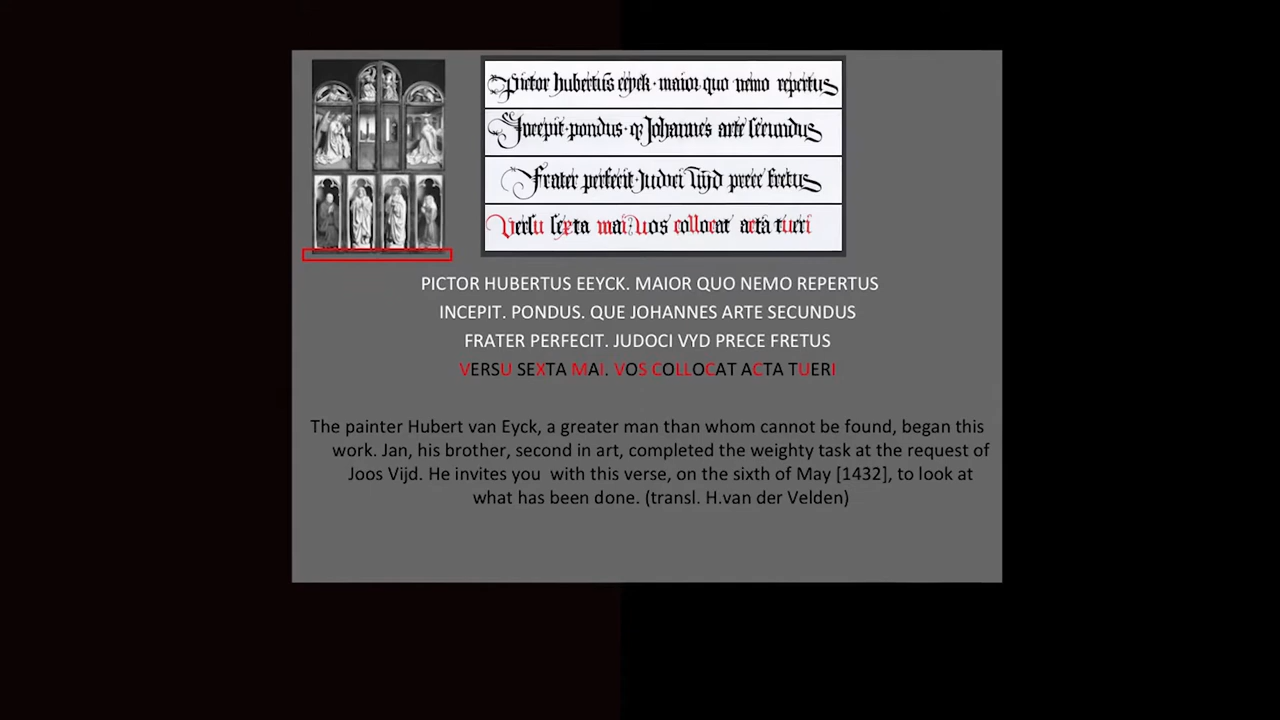 Pictor hubertus eeyck · maior quo nemo repertus
Incepit · pondus · q3 Johannes arte secundus
Frater perfecit · Judoci Vijd prece fretus
Versu sexta mai · vos collocat acta tueri
PICTOR HUBERTUS EEYCK. MAIOR QUO NEMO REPERTUS
INCEPIT. PONDUS. QUE JOHANNES ARTE SECUNDUS
FRATER PERFECIT. JUDOCI VYD PRECE FRETUS
VERSU SEXTA MAI. VOS COLLOCAT ACTA TUERI
The painter Hubert van Eyck, a greater man than whom cannot be found, began this
work. Jan, his brother, second in art, completed the weighty task at the request of
Joos Vijd. He invites you with this verse, on the sixth of May [1432], to look at
what has been done. (transl. H.van der Velden)